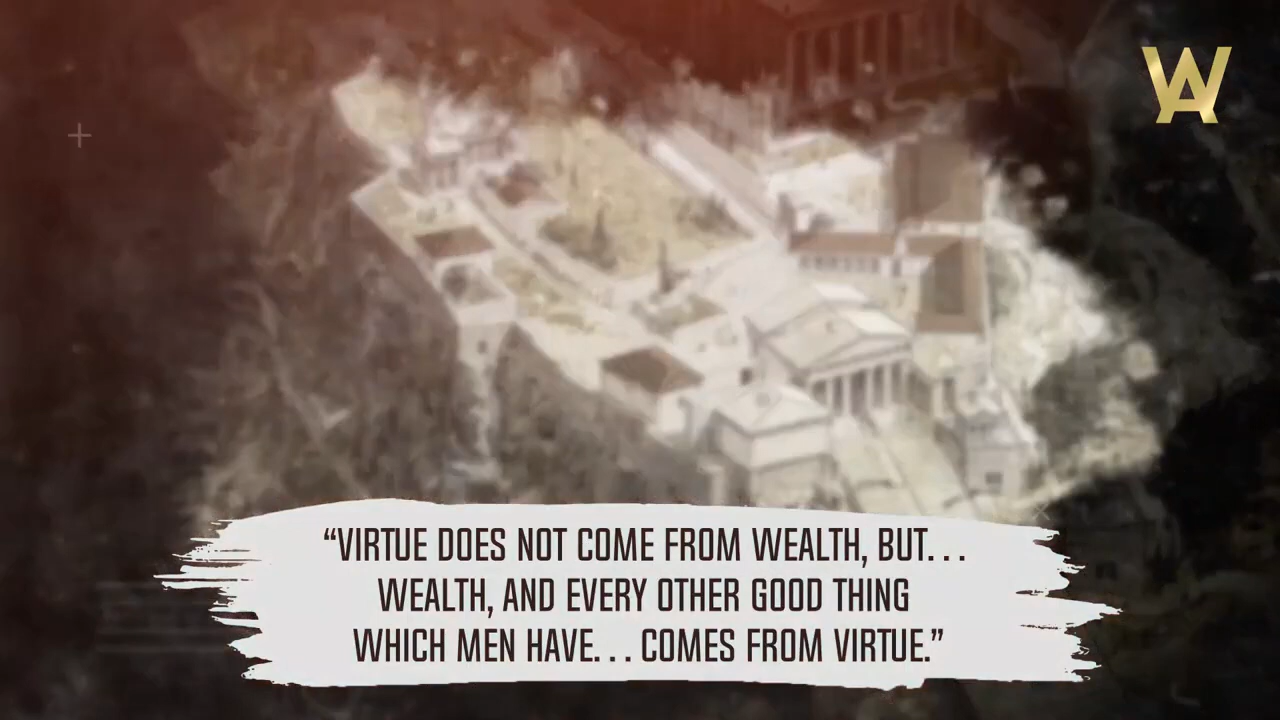 WA
“VIRTUE DOES NOT COME FROM WEALTH, BUT. . .
WEALTH, AND EVERY OTHER GOOD THING
WHICH MEN HAVE. . . COMES FROM VIRTUE.”